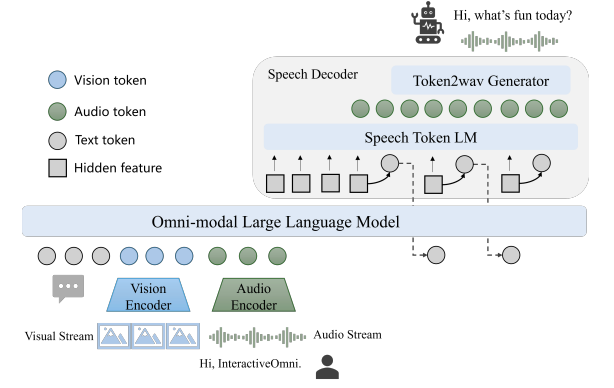 Hi, what's fun today?
Speech Decoder
Token2wav Generator
Vision token
Audio token
Text token
Hidden feature
Speech Token LM
Omni-modal Large Language Model
Vision
Encoder
Audio
Encoder
Visual Stream
Audio Stream
Hi, InteractiveOmni.